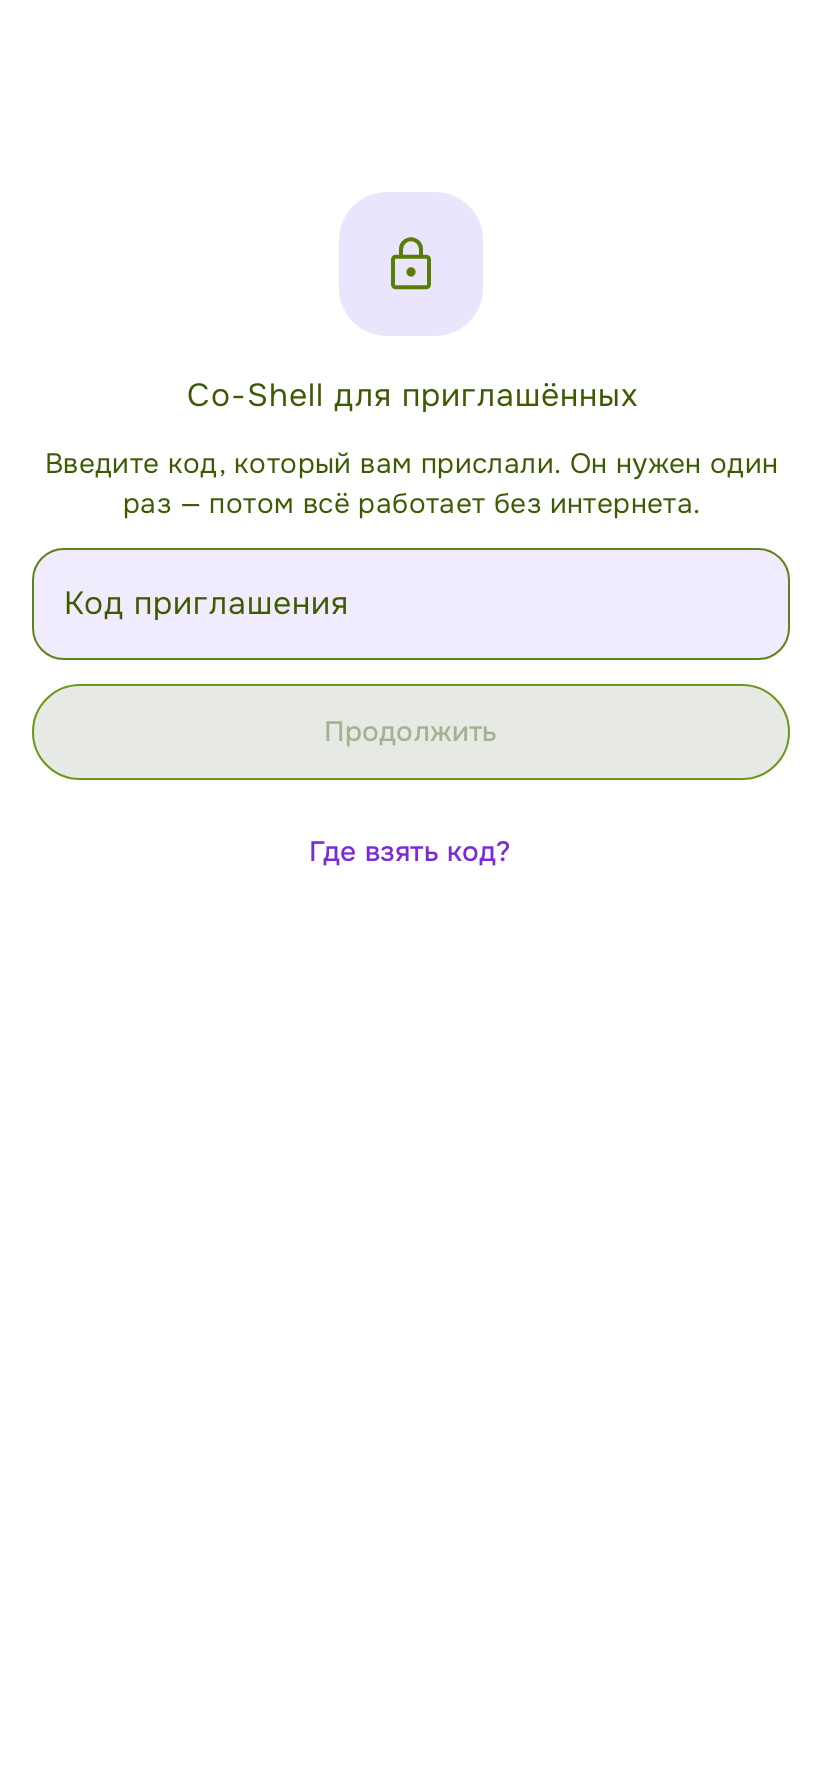 Co-Shell для приглашённых
Введите код, который вам прислали. Он нужен один
раз — потом всё работает без интернета.
Код приглашения
Продолжить
Где взять код?